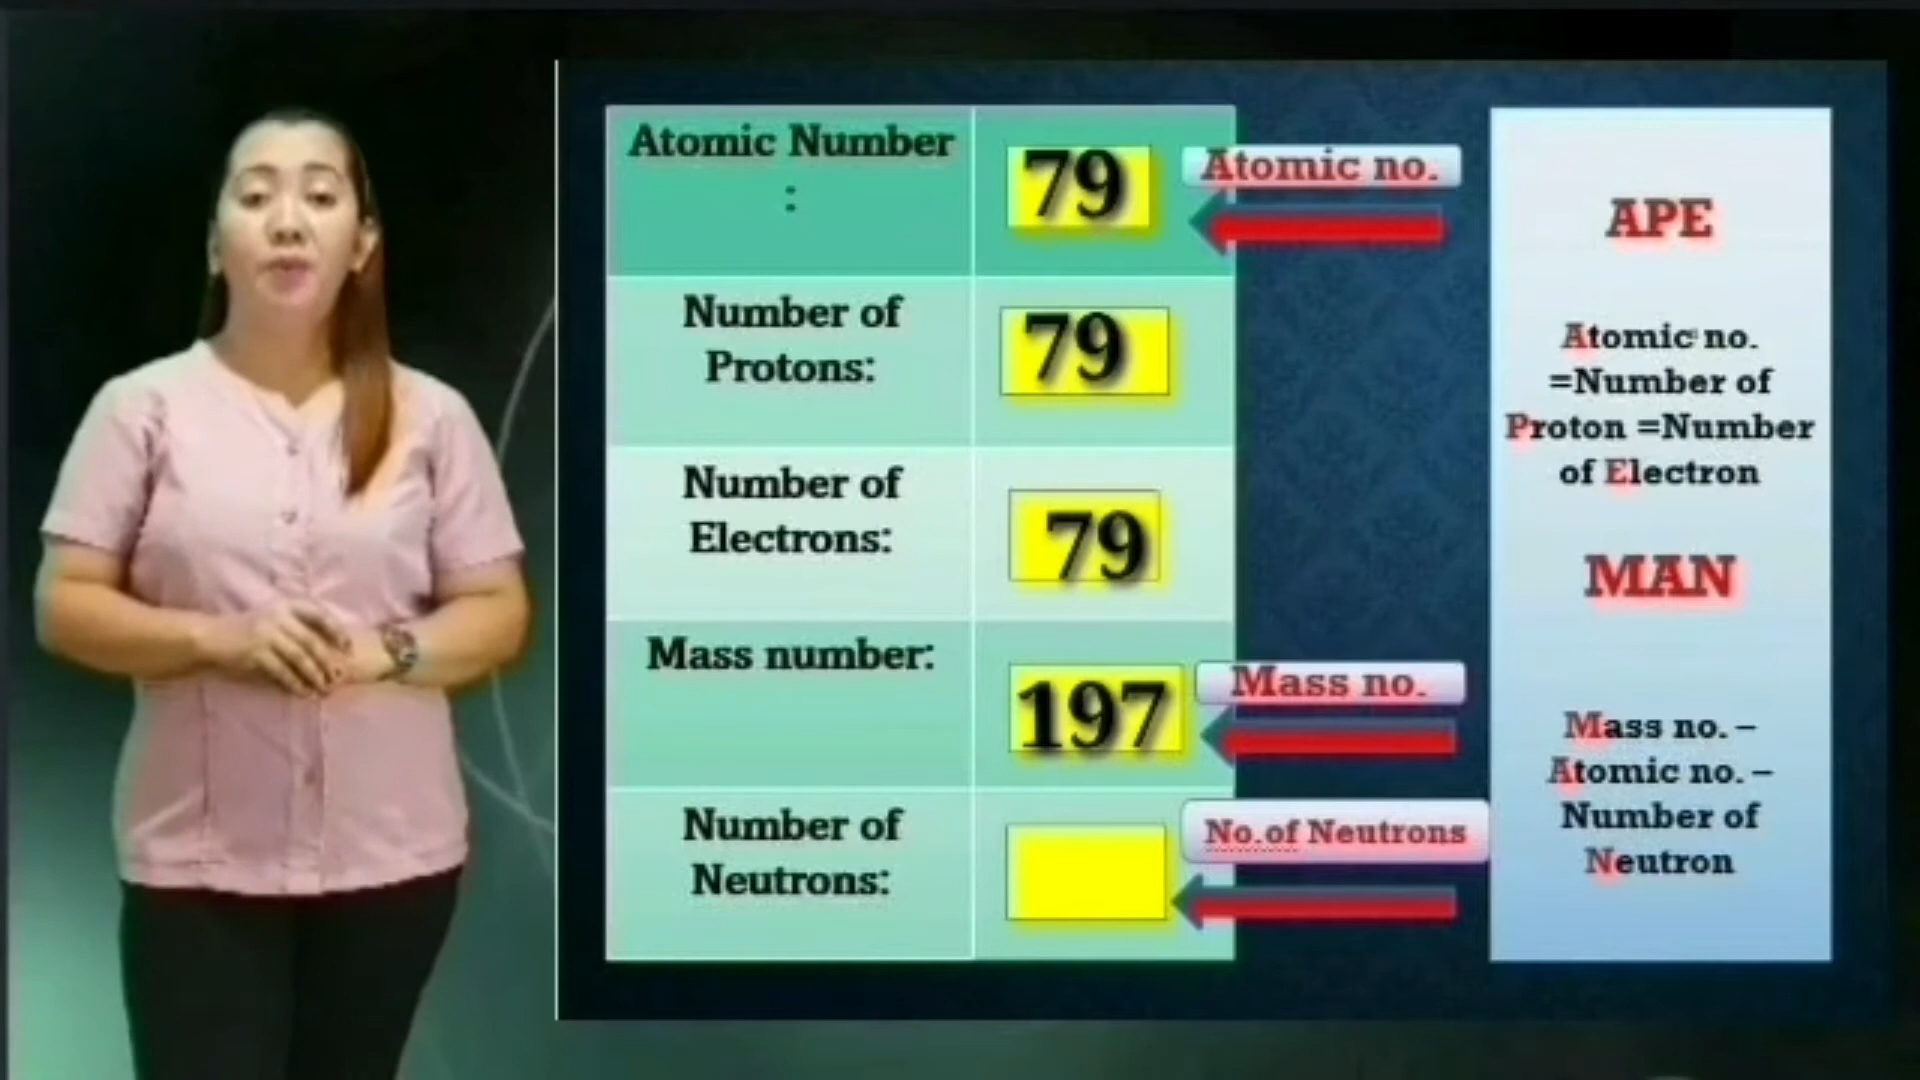 Atomic Number
:
79
Atomic no.
Number of
Protons:
79
Number of
Electrons:
79
Mass number:
197
Mass no.
Number of
Neutrons:
No.of Neutrons
APE
Atomic no.
=Number of
Proton =Number
of Electron
MAN
Mass no. –
Atomic no. –
Number of
Neutron